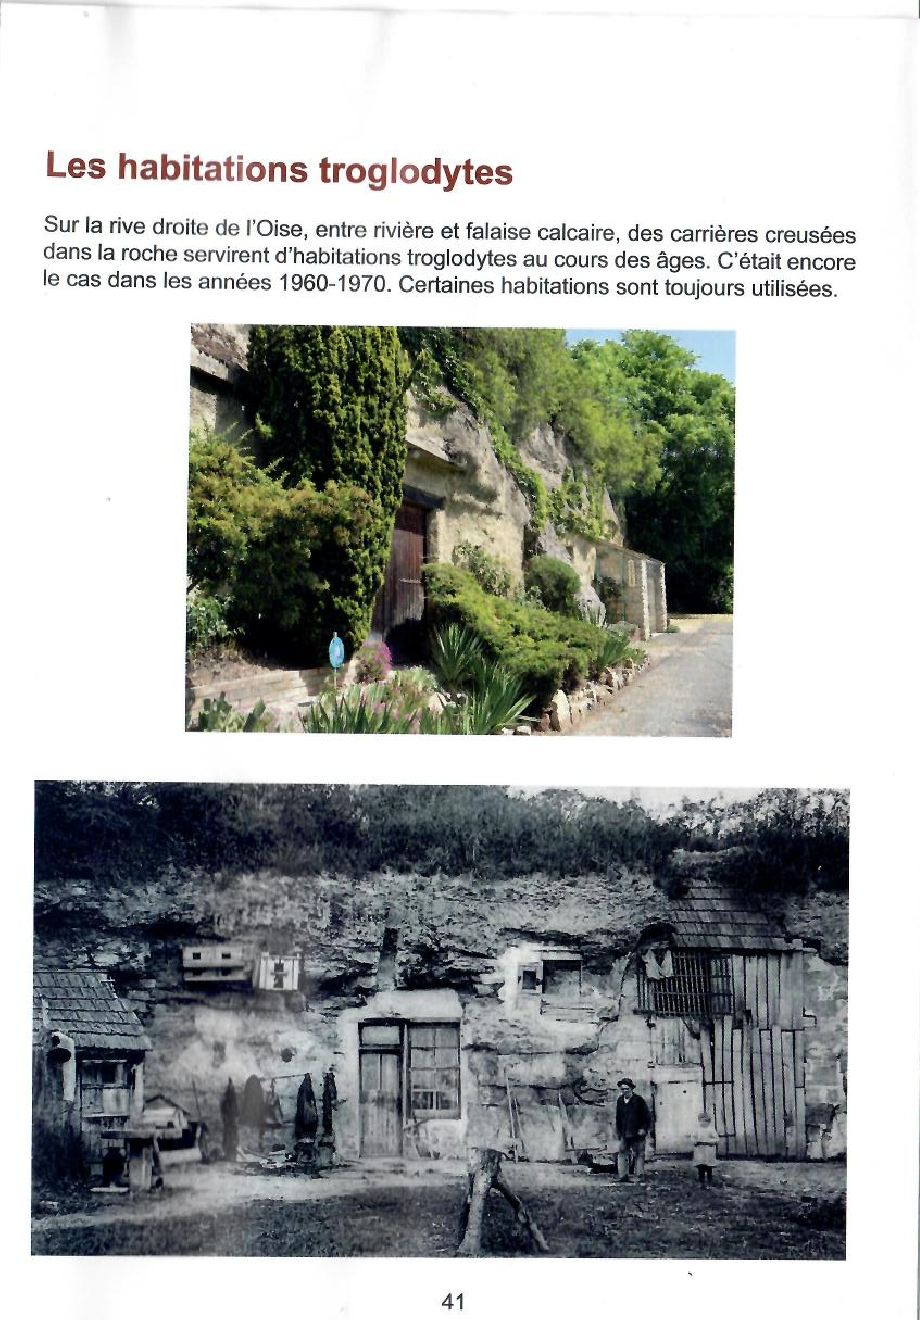 Les habitations troglodytes
Sur la rive droite de l'Oise, entre rivière et falaise calcaire, des carrières creusées
dans la roche servirent d'habitations troglodytes au cours des âges. C'était encore
le cas dans les années 1960-1970. Certaines habitations sont toujours utilisées.
41